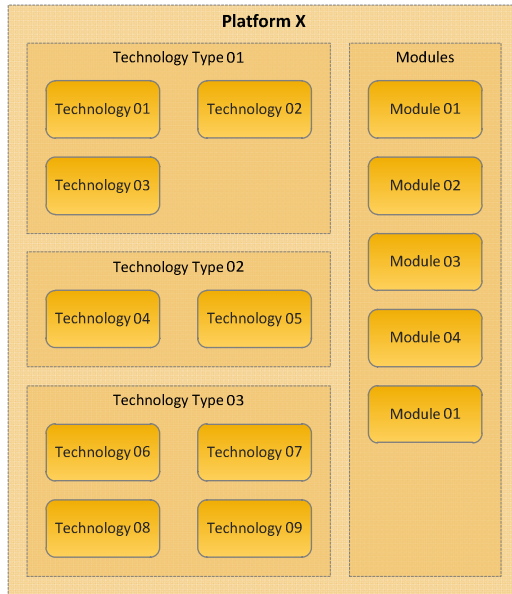 Platform X
Technology Type 01
Technology 01
Technology 02
Technology 03
Technology Type 02
Technology 04
Technology 05
Technology Type 03
Technology 06
Technology 07
Technology 08
Technology 09
Modules
Module 01
Module 02
Module 03
Module 04
Module 01